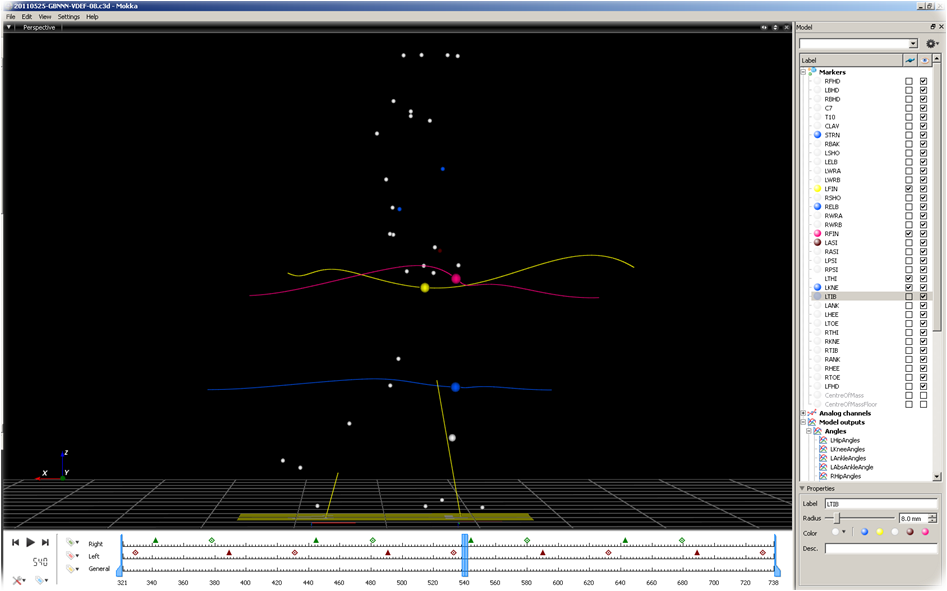 20110525-GBNNN-VDEF-08.c3d - Mokka
File Edit View Settings Help
Perspective
Model
Label
Markers
RFHD
LBHD
RBHD
C7
T10
CLAV
STRN
RBAK
LSHO
LELB
LWRA
LWRB
LFIN
RSHO
RELB
RWRA
RWRB
RFIN
LASI
RASI
LPSI
RPSI
LTHI
LKNE
LTIB
LANK
LHEE
LTOE
RTHI
RKNE
RTIB
RANK
RHEE
RTOE
LFHD
CentreOfMass
CentreOfMassFloor
Analog channels
Model outputs
Angles
LHipAngles
LKneeAngles
LAnkleAngles
LAbsAnkleAngle
RHipAngles
Properties
Label LTIB
Radius 8.0 mm
Color
Desc.
Z
X Y
540
Right
Left
General
321 340 360 380 400 420 440 460 480 500 520 540 560 580 600 620 640 660 680 700 720 738